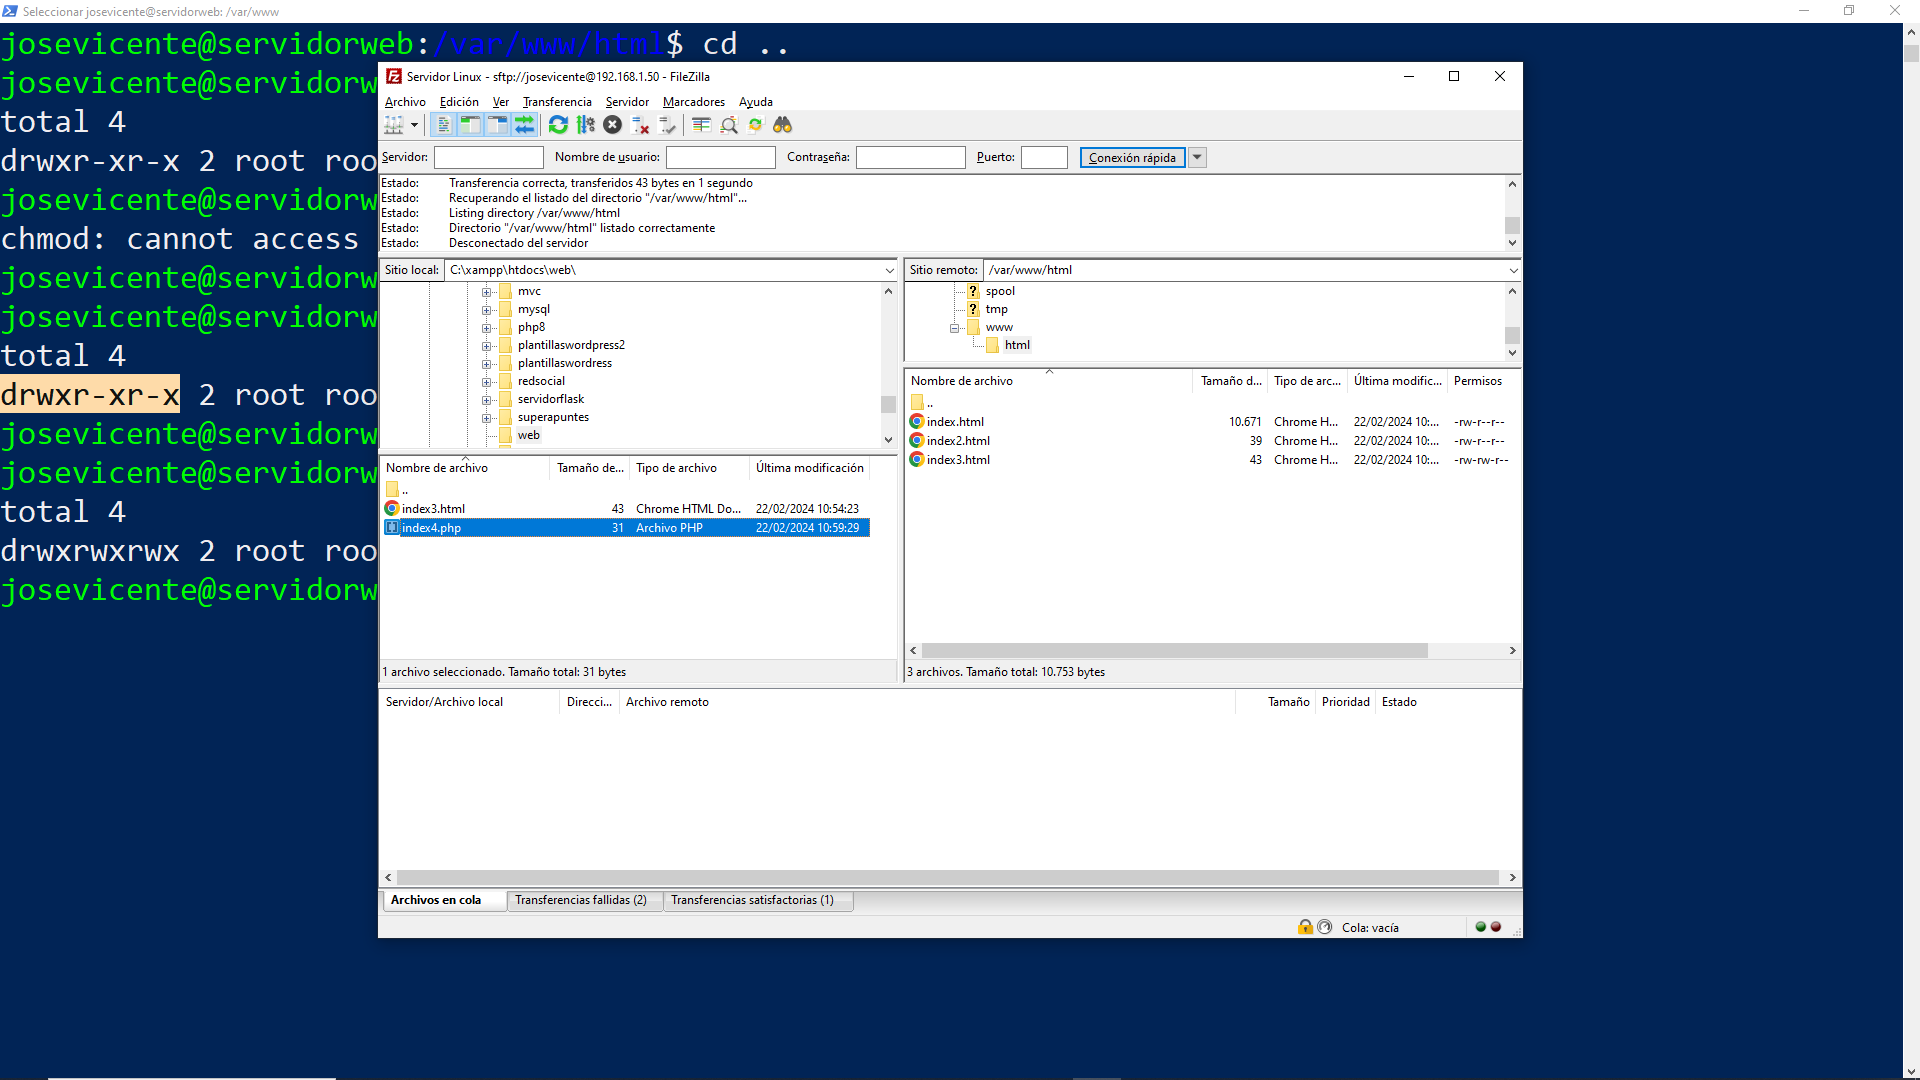 Seleccionar josevicente@servidorweb: /var/www
josevicente@servidorweb:/var/www/html$ cd ..
josevicente@servidorw
total 4
drwxr-xr-x 2 root roo
josevicente@servidorw
chmod: cannot access
josevicente@servidorw
josevicente@servidorw
total 4
drwxr-xr-x 2 root roo
josevicente@servidorw
josevicente@servidorw
total 4
drwxrwxrwx 2 root roo
josevicente@servidorw
Servidor Linux - sftp://josevicente@192.168.1.50 - FileZilla
Archivo Edición Ver Transferencia Servidor Marcadores Ayuda
Servidor: Nombre de usuario: Contraseña: Puerto: Conexión rápida
Estado: Transferencia correcta, transferidos 43 bytes en 1 segundo
Estado: Recuperando el listado del directorio "/var/www/html"...
Estado: Listing directory /var/www/html
Estado: Directorio "/var/www/html" listado correctamente
Estado: Desconectado del servidor
Sitio local: C:\xampp\htdocs\web\
mvc
mysql
php8
plantillaswordpress2
plantillaswordress
redsocial
servidorflask
superapuntes
web
Nombre de archivo Tamaño de... Tipo de archivo Última modificación
..
index3.html 43 Chrome HTML Do... 22/02/2024 10:54:23
index4.php 31 Archivo PHP 22/02/2024 10:59:29
1 archivo seleccionado. Tamaño total: 31 bytes
Sitio remoto: /var/www/html
? spool
? tmp
www
html
Nombre de archivo Tamaño d... Tipo de arc... Última modific... Permisos
..
index.html 10.671 Chrome H... 22/02/2024 10:... -rw-r--r--
index2.html 39 Chrome H... 22/02/2024 10:... -rw-r--r--
index3.html 43 Chrome H... 22/02/2024 10:... -rw-rw-r--
3 archivos. Tamaño total: 10.753 bytes
Servidor/Archivo local Direcci... Archivo remoto Tamaño Prioridad Estado
Archivos en cola Transferencias fallidas (2) Transferencias satisfactorias (1)
Cola: vacía